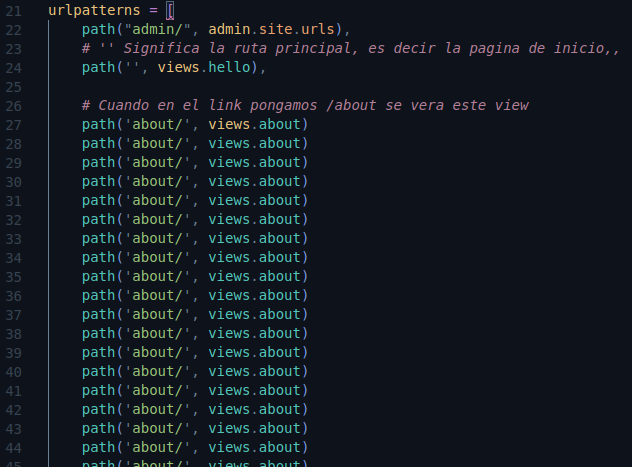 21 urlpatterns = [
22 path("admin/", admin.site.urls),
23 # '' Significa la ruta principal, es decir la pagina de inicio,,
24 path('', views.hello),
25
26 # Cuando en el link pongamos /about se vera este view
27 path('about/', views.about)
28 path('about/', views.about)
29 path('about/', views.about)
30 path('about/', views.about)
31 path('about/', views.about)
32 path('about/', views.about)
33 path('about/', views.about)
34 path('about/', views.about)
35 path('about/', views.about)
36 path('about/', views.about)
37 path('about/', views.about)
38 path('about/', views.about)
39 path('about/', views.about)
40 path('about/', views.about)
41 path('about/', views.about)
42 path('about/', views.about)
43 path('about/', views.about)
44 path('about/', views.about)
45 path('about/', views.about)